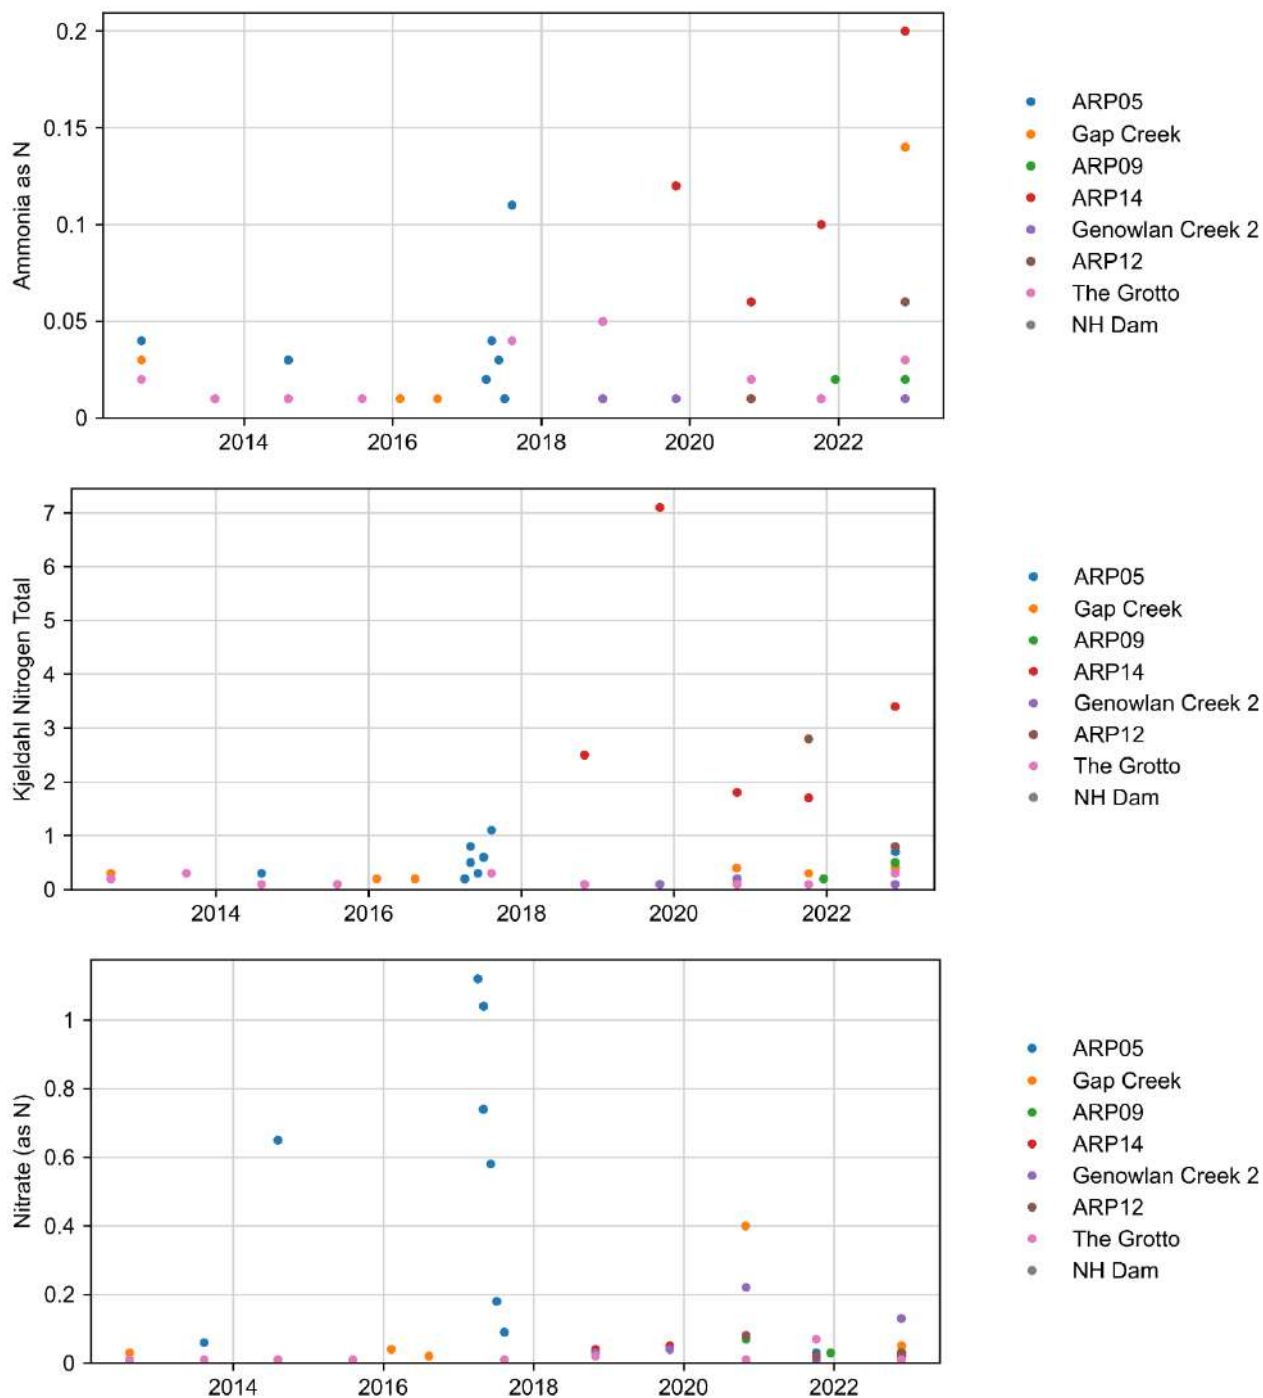 0.2
0.15
0.1
0.05
0
Ammonia as N
2014 2016 2018 2020 2022
ARP05
Gap Creek
ARP09
ARP14
Genowlan Creek 2
ARP12
The Grotto
NH Dam
7
6
5
4
3
2
1
0
Kjeldahl Nitrogen Total
2014 2016 2018 2020 2022
ARP05
Gap Creek
ARP09
ARP14
Genowlan Creek 2
ARP12
The Grotto
NH Dam
1
0.8
0.6
0.4
0.2
0
Nitrate (as N)
2014 2016 2018 2020 2022
ARP05
Gap Creek
ARP09
ARP14
Genowlan Creek 2
ARP12
The Grotto
NH Dam